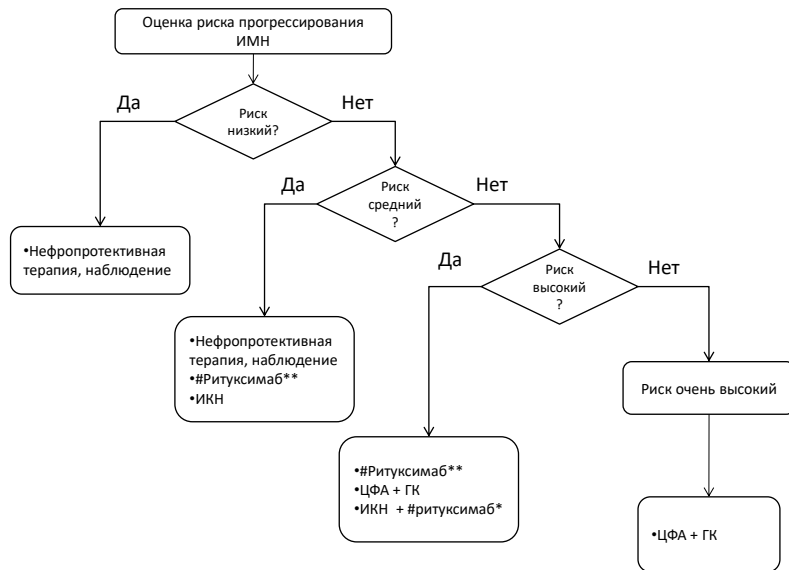 Оценка риска прогрессирования
ИМН
Да
Нет
Риск
низкий?
Да
Нет
Риск
средний
?
•Нефропротективная
терапия, наблюдение
Да
Нет
Риск
высокий
?
•Нефропротективная
терапия, наблюдение
•#Ритуксимаб**
•ИКН
Риск очень высокий
•#Ритуксимаб**
•ЦФА + ГК
•ИКН + #ритуксимаб*
•ЦФА + ГК